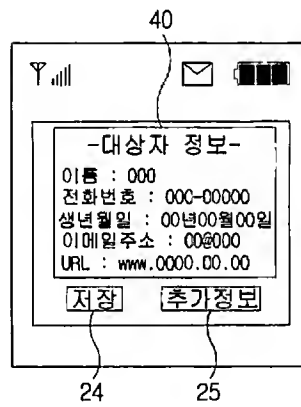 40
-대상자 정보-
이름 : 000
전화번호 : 000-00000
생년월일 : 00년00월00일
이메일주소 : 00@000
URL : www.0000.00.00
저장 추가정보
24 25